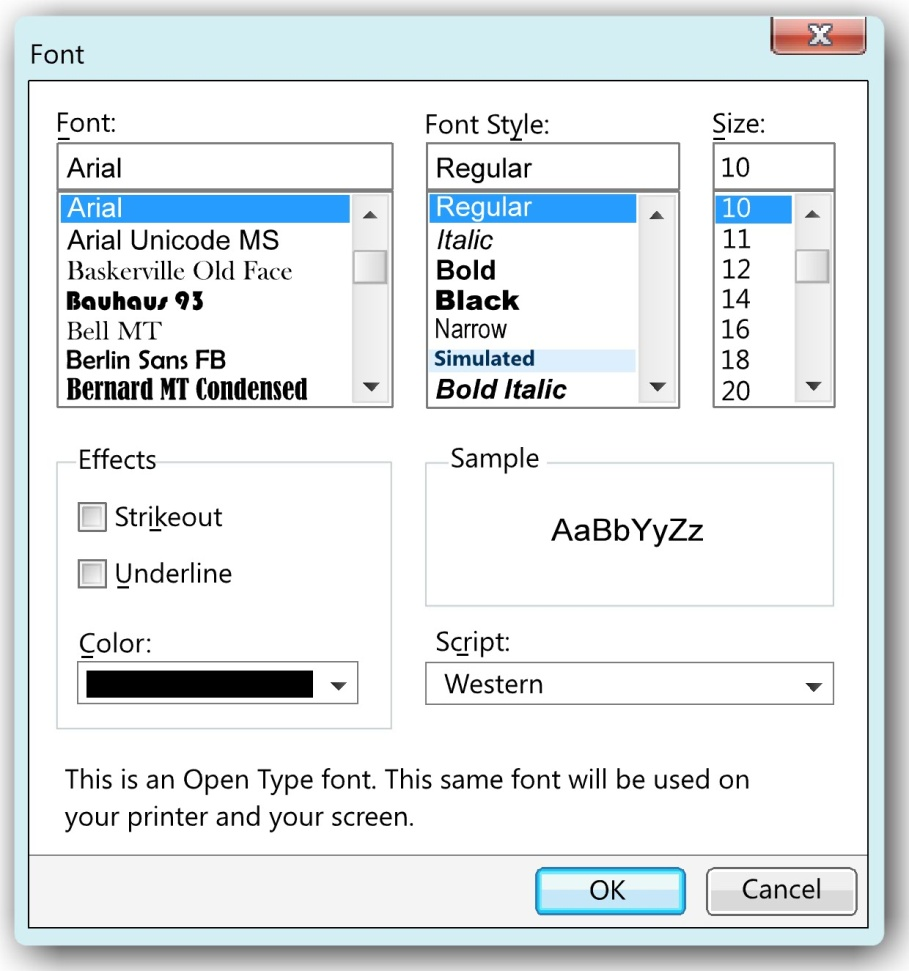 Font
Font:
Arial
Arial
Arial Unicode MS
Baskerville Old Face
Bauhaus 93
Bell MT
Berlin Sans FB
Bernard MT Condensed
Font Style:
Regular
Regular
Italic
Bold
Black
Narrow
Simulated
Bold Italic
Size:
10
10
11
12
14
16
18
20
Effects
Strikeout
Underline
Color:
Sample
AaBbYyZz
Script:
Western
This is an Open Type font. This same font will be used on
your printer and your screen.
OK
Cancel